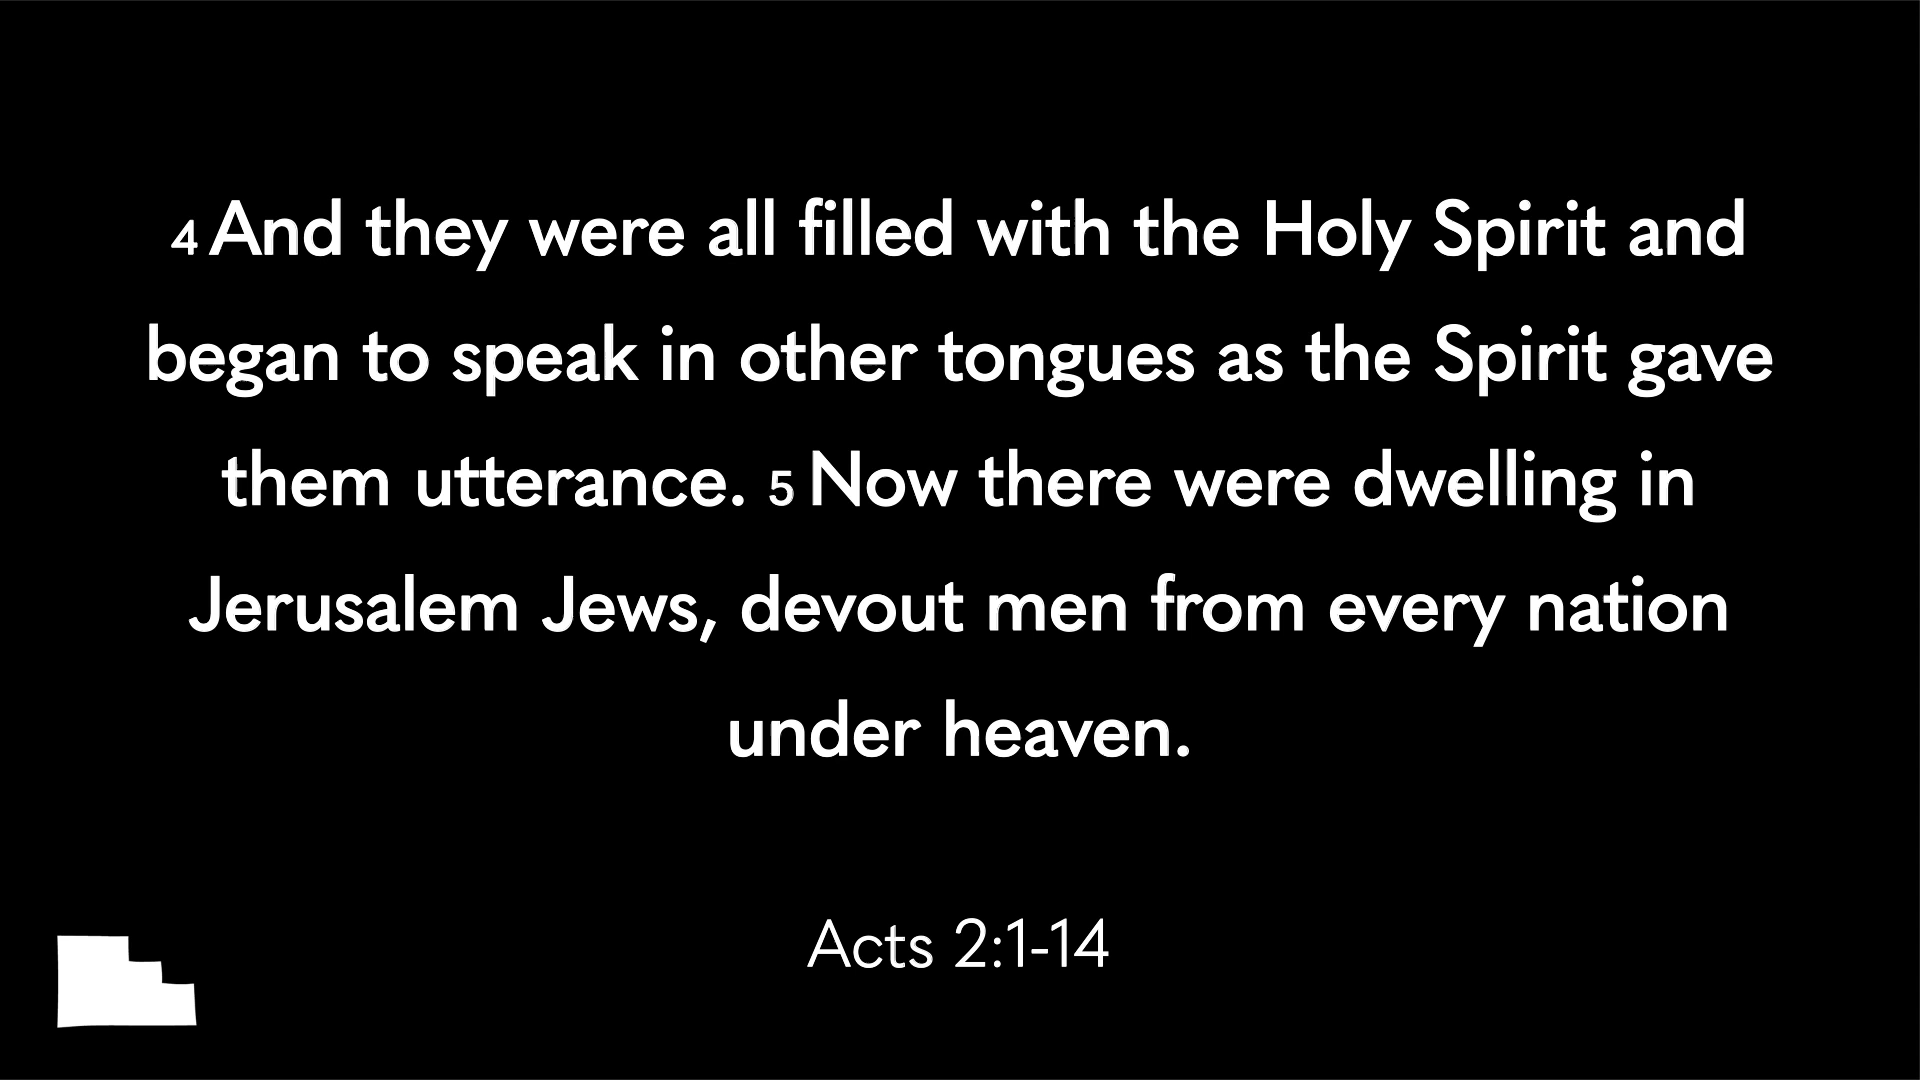 4 And they were all filled with the Holy Spirit and
began to speak in other tongues as the Spirit gave
them utterance. 5 Now there were dwelling in
Jerusalem Jews, devout men from every nation
under heaven.
Acts 2:1-14